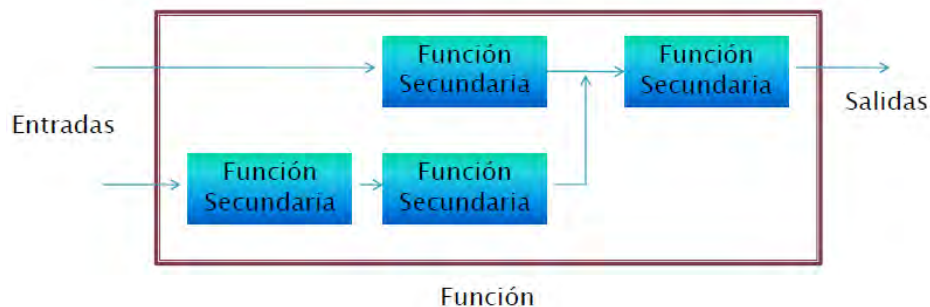 Función
Secundaria
Función
Secundaria
Entradas
Salidas
Función
Secundaria
Función
Secundaria
Función